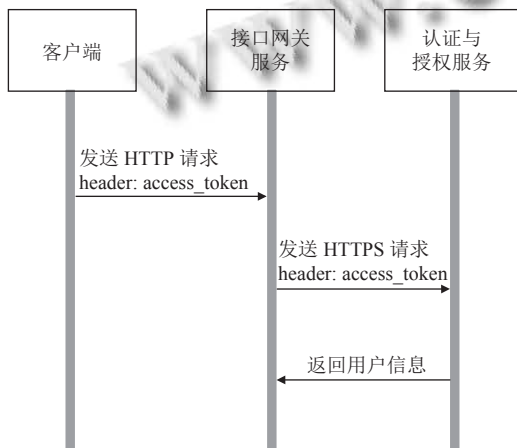 客户端
接口网关
服务
认证与
授权服务
发送 HTTP 请求
header: access_token
发送 HTTPS 请求
header: access_token
返回用户信息